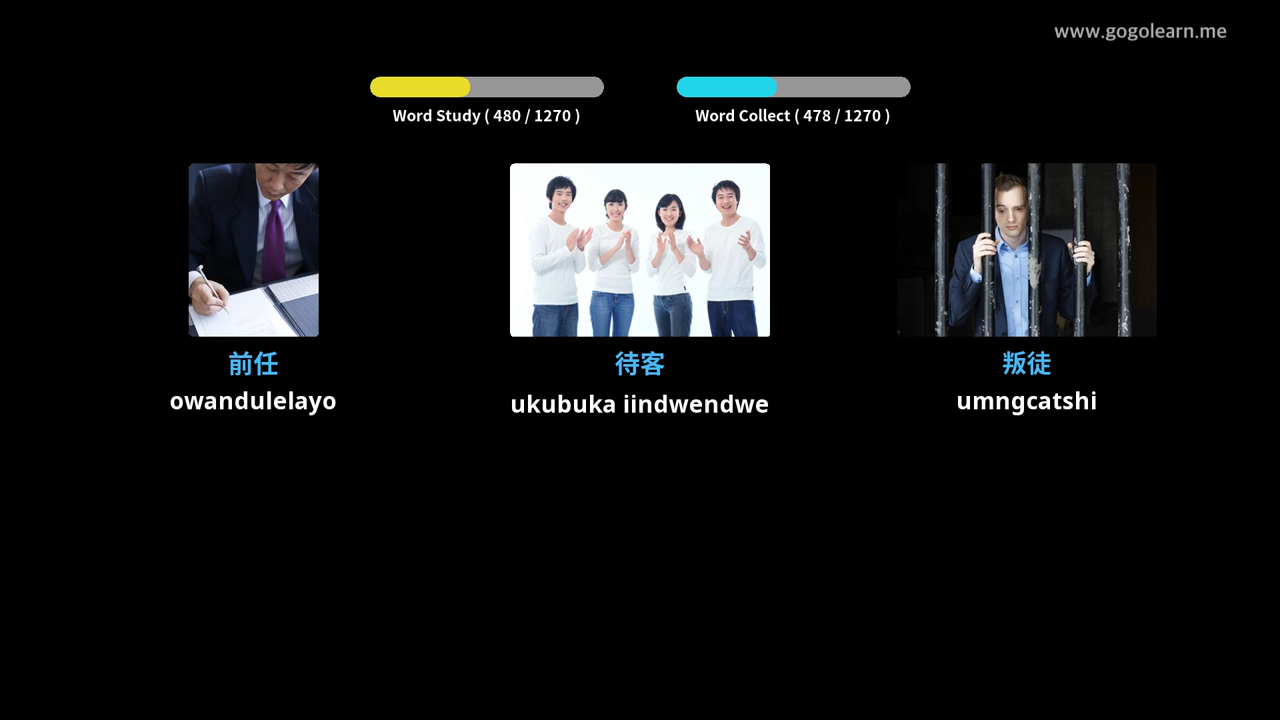 www.gogolearn.me
Word Study ( 480 / 1270 )
Word Collect ( 478 / 1270 )
前任
owandulelayo
待客
ukubuka iindwendwe
叛徒
umngcatshi